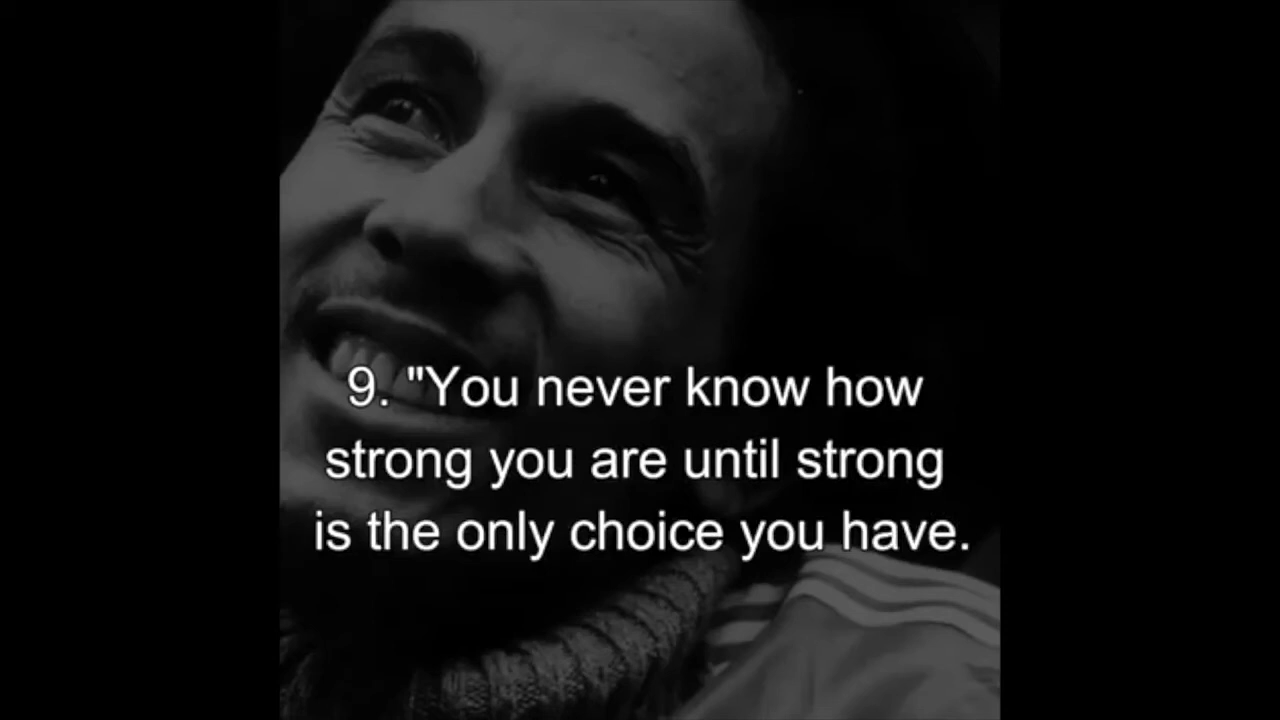 9. "You never know how
strong you are until strong
is the only choice you have.